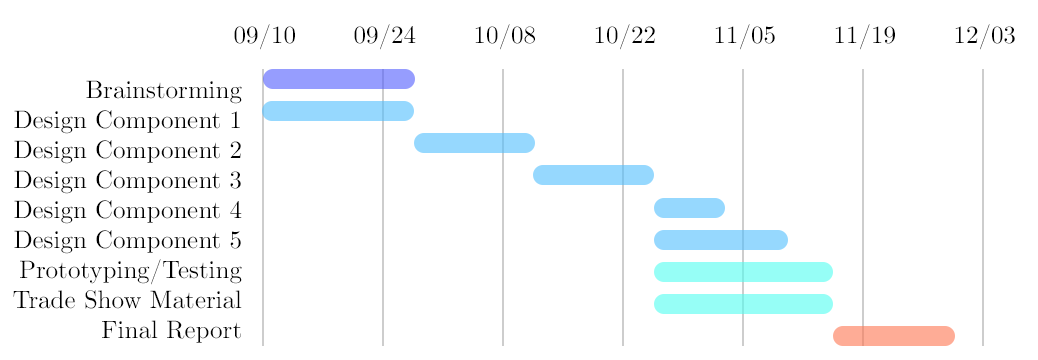 09/10 09/24 10/08 10/22 11/05 11/19 12/03
Brainstorming
Design Component 1
Design Component 2
Design Component 3
Design Component 4
Design Component 5
Prototyping/Testing
Trade Show Material
Final Report